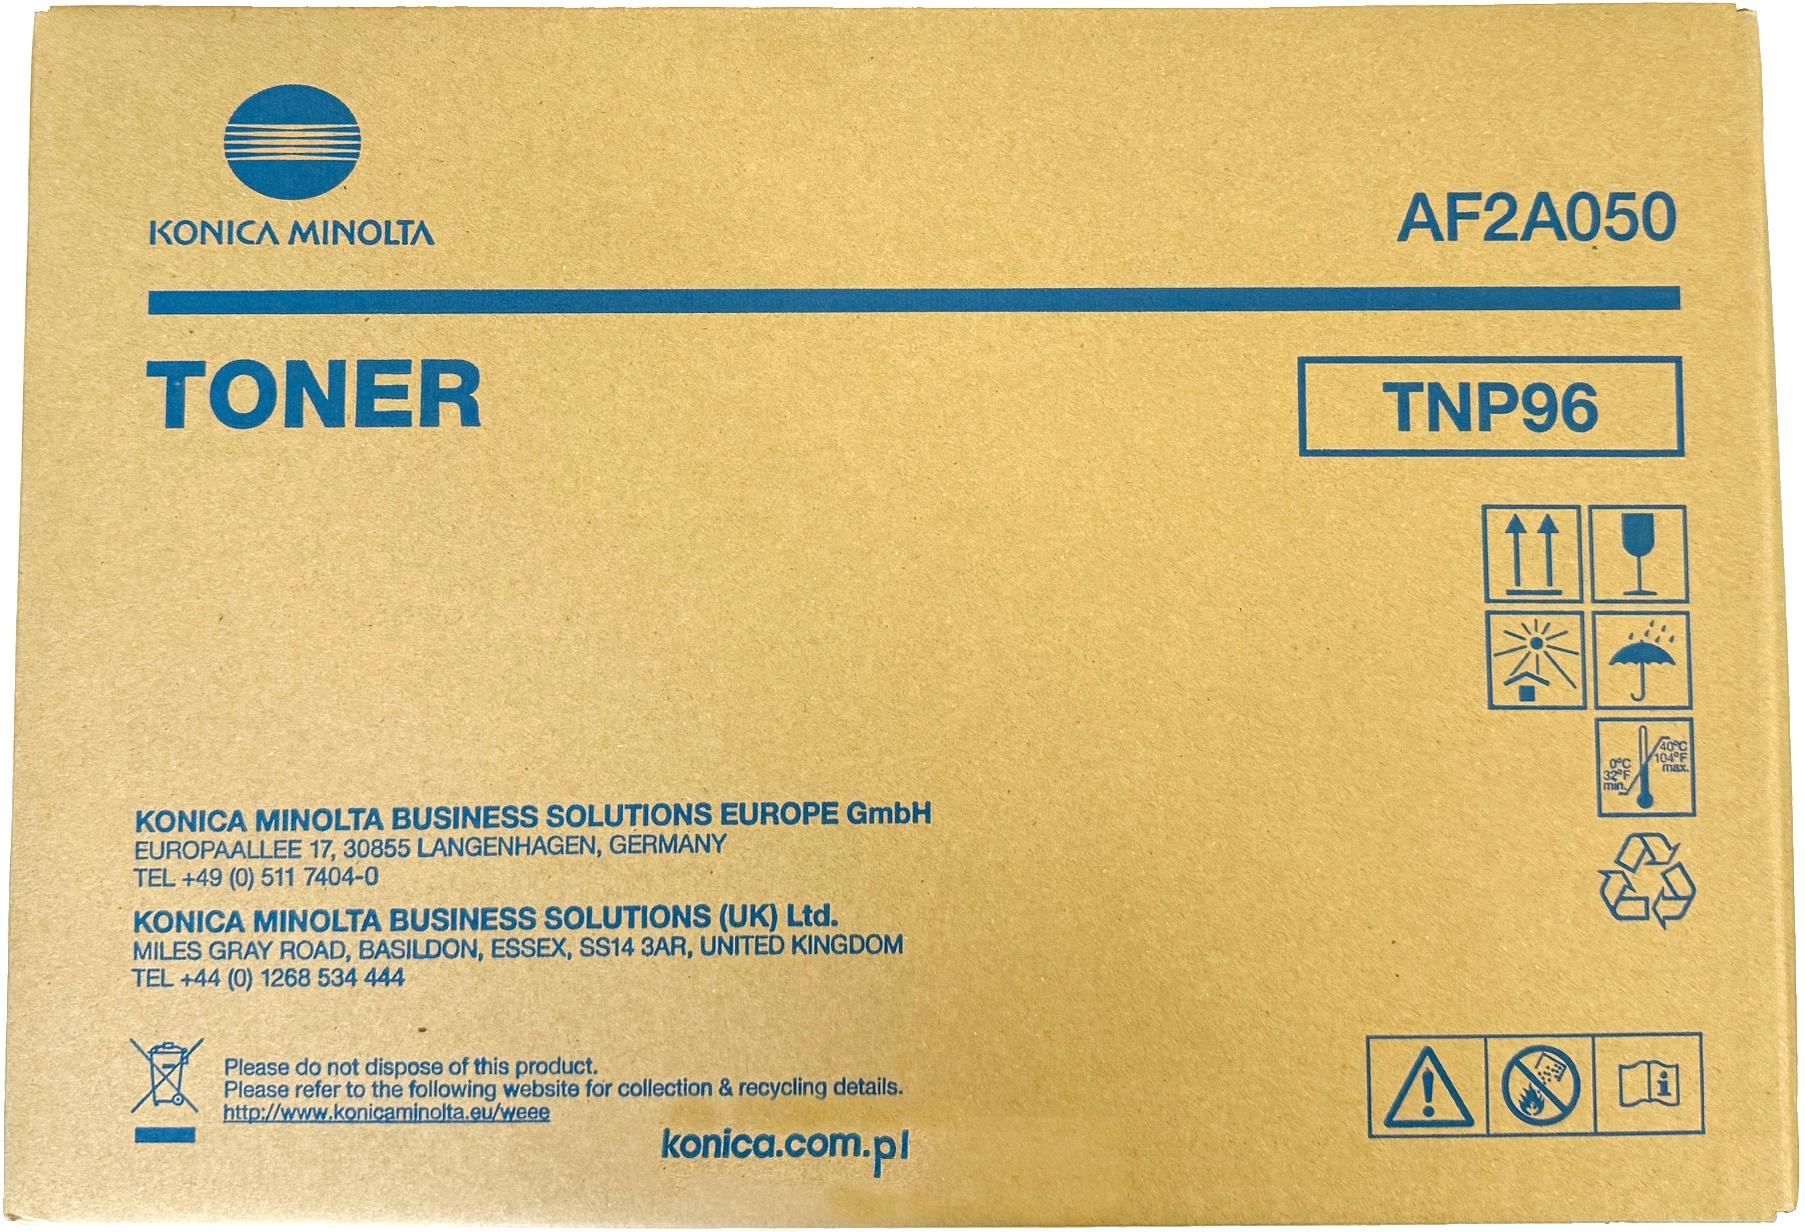 KONICA MINOLTA
AF2A050
TONER
TNP96
40°C
104°F
max.
0°C
32°F
min.
KONICA MINOLTA BUSINESS SOLUTIONS EUROPE GmbH
EUROPAALLEE 17, 30855 LANGENHAGEN, GERMANY
TEL +49 (0) 511 7404-0
KONICA MINOLTA BUSINESS SOLUTIONS (UK) Ltd.
MILES GRAY ROAD, BASILDON, ESSEX, SS14 3AR, UNITED KINGDOM
TEL +44 (0) 1268 534 444
Please do not dispose of this product.
Please refer to the following website for collection & recycling details.
http://www.konicaminolta.eu/weee
konica.com.pl